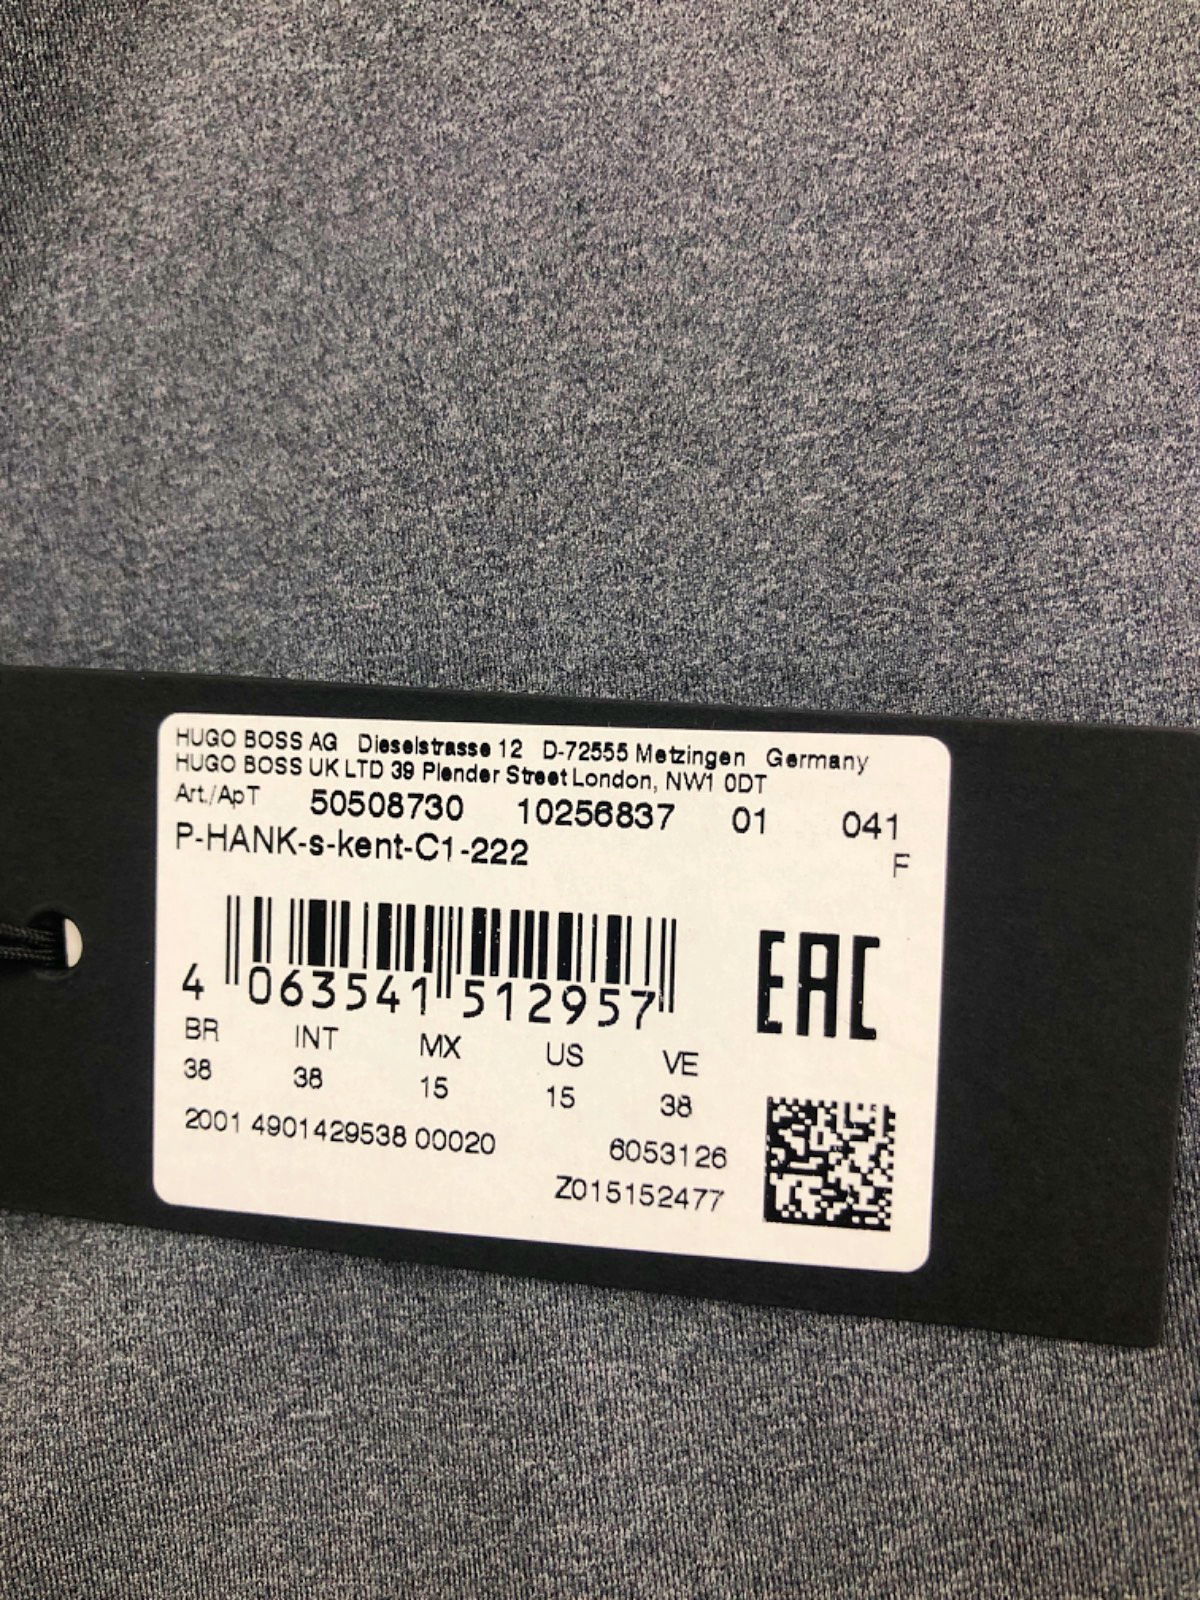 HUGO BOSS AG Dieselstrasse 12 D-72555 Metzingen Germany
HUGO BOSS UK LTD 39 Plender Street London, NW1 0DT
Art./ApT 50508730 10256837 01 041
P-HANK-s-kent-C1-222 F
4 063541 512957
EAC
BR INT MX US VE
38 38 15 15 38
2001 4901429538 00020 6053126
Z015152477